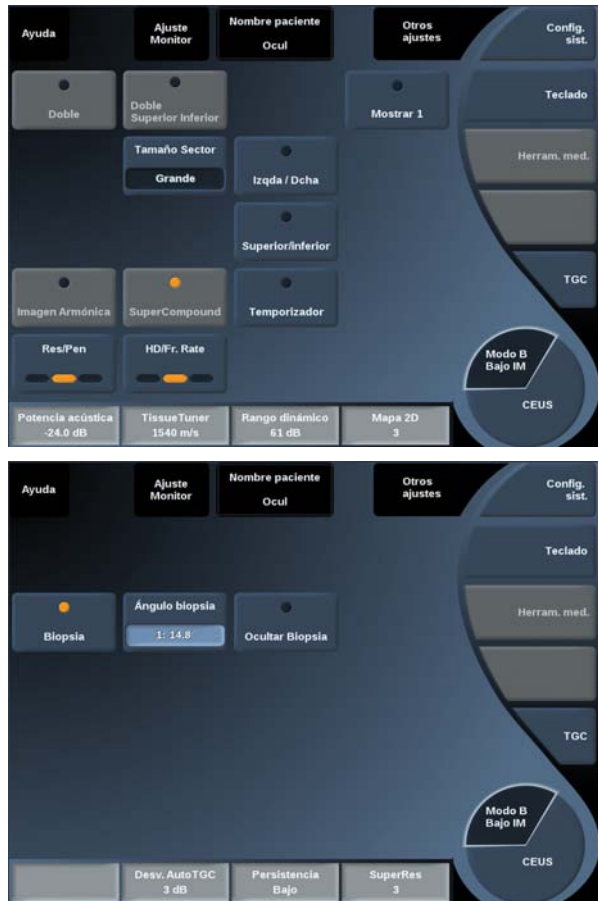 Ayuda
Ajuste
Monitor
Nombre paciente
Ocul
Otros
ajustes
Config.
sist.
Doble
Doble
Superior Inferior
Mostrar 1
Teclado
Tamaño Sector
Grande
Izqda / Dcha
Herram. med.
Superior/inferior
Imagen Armónica
SuperCompound
Temporizador
TGC
Res/Pen
HD/Fr. Rate
Modo B
Bajo IM
CEUS
Potencia acústica
-24.0 dB
TissueTuner
1540 m/s
Rango dinámico
61 dB
Mapa 2D
3
Ayuda
Ajuste
Monitor
Nombre paciente
Ocul
Otros
ajustes
Config.
sist.
Teclado
Biopsia
Ángulo biopsia
1: 14.8
Ocultar Biopsia
Herram. med.
TGC
Modo B
Bajo IM
CEUS
Desv. AutoTGC
3 dB
Persistencia
Bajo
SuperRes
3